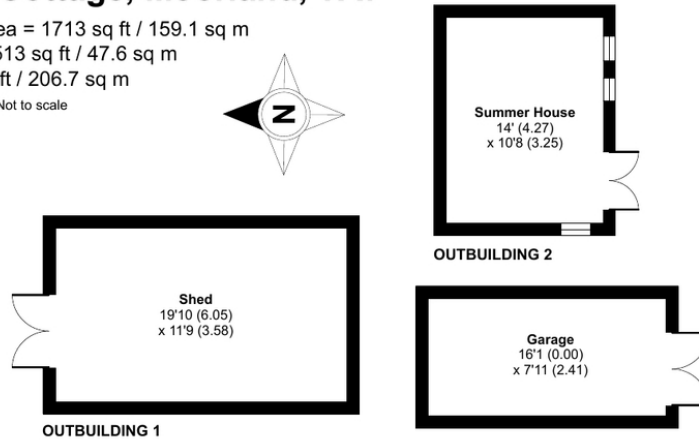 ea = 1713 sq ft / 159.1 sq m
513 sq ft / 47.6 sq m
ft / 206.7 sq m
Not to scale
N
Summer House
14' (4.27)
x 10'8 (3.25)
OUTBUILDING 2
Shed
19'10 (6.05)
x 11'9 (3.58)
OUTBUILDING 1
Garage
16'1 (0.00)
x 7'11 (2.41)